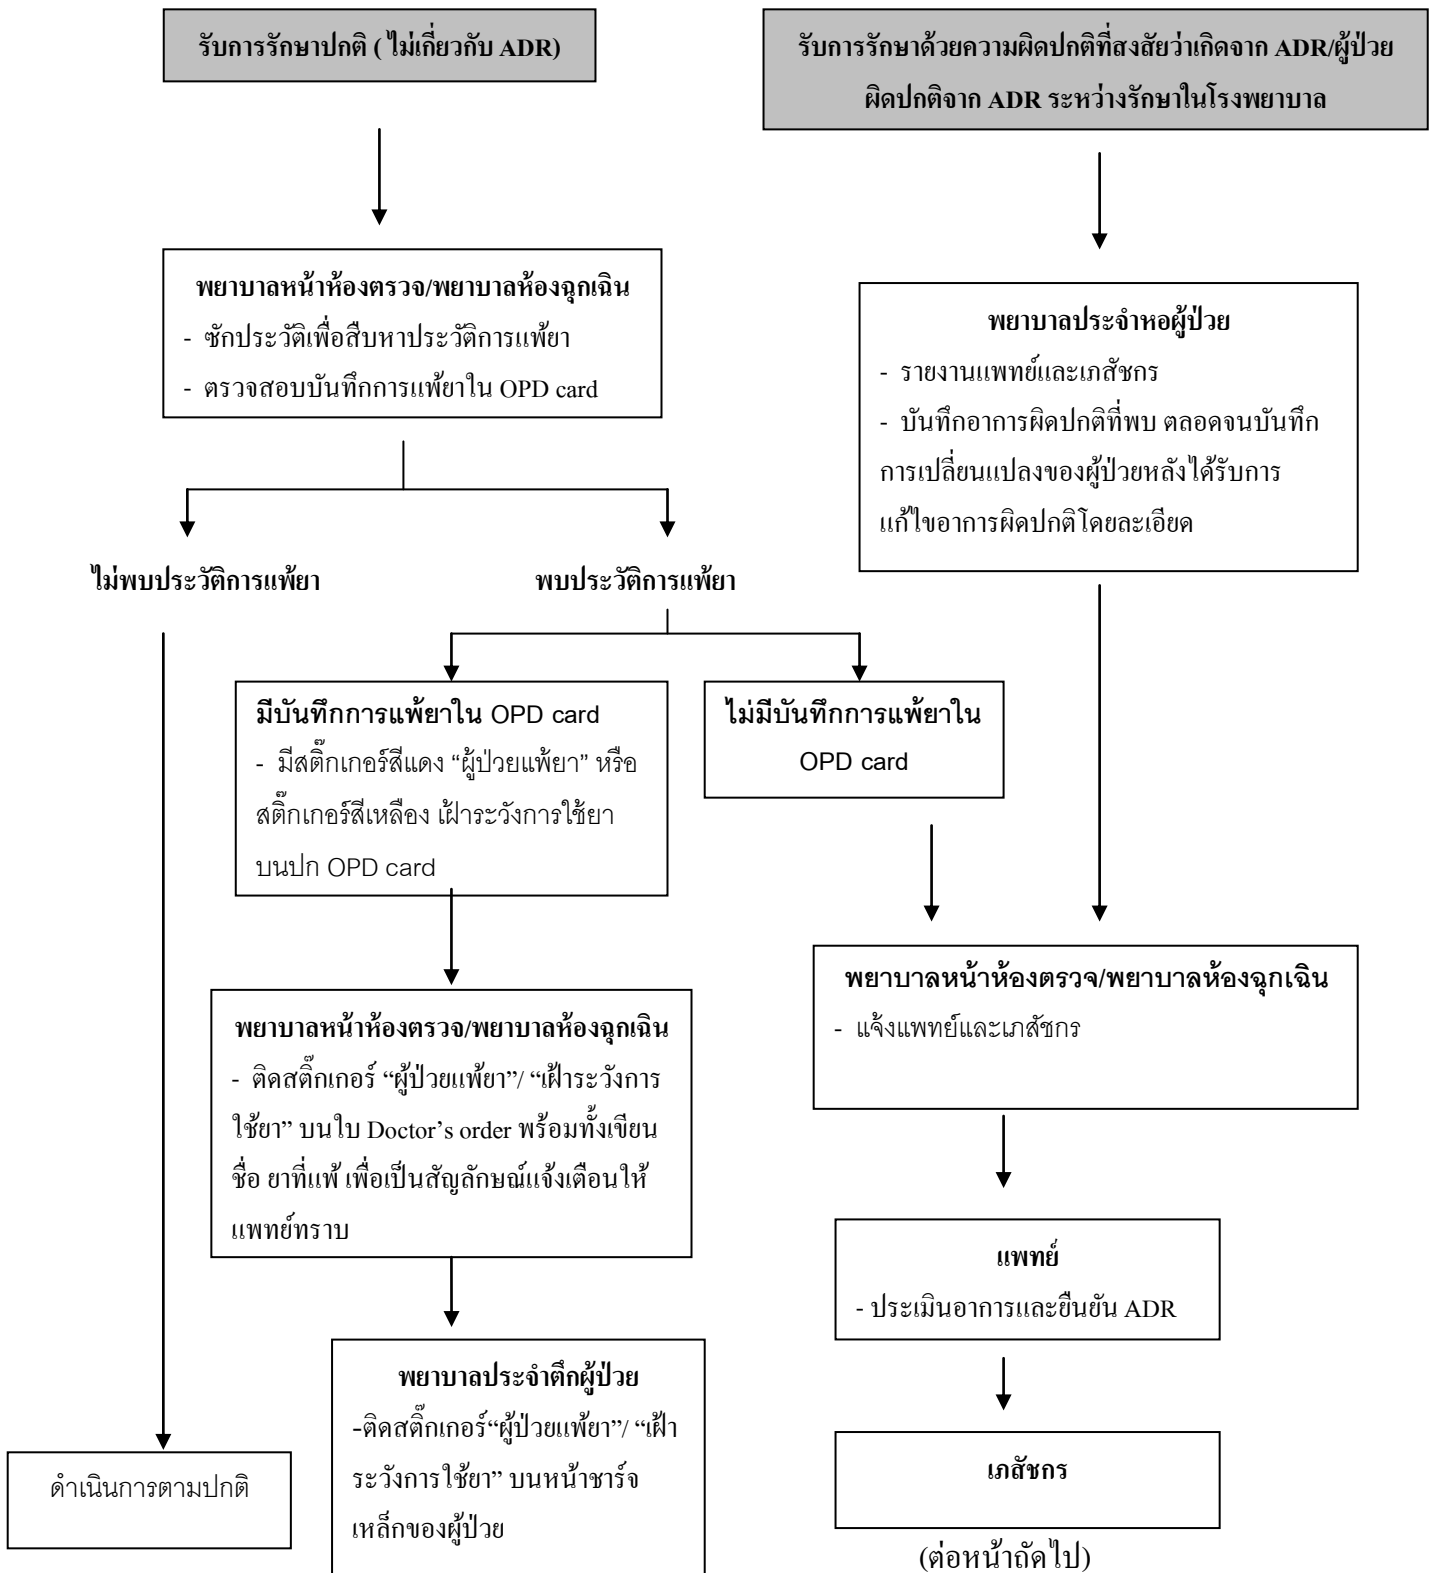 รับการรักษาปกติ ( ไม่เกี่ยวกับ ADR)
รับการรักษาด้วยความผิดปกติที่สงสัยว่าเกิดจาก ADR/ผู้ป่วย
ผิดปกติจาก ADR ระหว่างรักษาในโรงพยาบาล
พยาบาลหน้าห้องตรวจ/พยาบาลห้องฉุกเฉิน
- ซักประวัติเพื่อสืบหาประวัติการแพ้ยา
- ตรวจสอบบันทึกการแพ้ยาใน OPD card
พยาบาลประจำหอผู้ป่วย
- รายงานแพทย์และเภสัชกร
- บันทึกอาการผิดปกติที่พบ ตลอดจนบันทึก
การเปลี่ยนแปลงของผู้ป่วยหลังได้รับการ
แก้ไขอาการผิดปกติโดยละเอียด
ไม่พบประวัติการแพ้ยา
พบประวัติการแพ้ยา
มีบันทึกการแพ้ยาใน OPD card
- มีสติ๊กเกอร์สีแดง “ผู้ป่วยแพ้ยา” หรือ
สติ๊กเกอร์สีเหลือง เฝ้าระวังการใช้ยา
บนปก OPD card
ไม่มีบันทึกการแพ้ยาใน
OPD card
พยาบาลหน้าห้องตรวจ/พยาบาลห้องฉุกเฉิน
- ติดสติ๊กเกอร์ “ผู้ป่วยแพ้ยา”/ “เฝ้าระวังการ
ใช้ยา” บนใบ Doctor’s order พร้อมทั้งเขียน
ชื่อ ยาที่แพ้ เพื่อเป็นสัญลักษณ์แจ้งเตือนให้
แพทย์ทราบ
พยาบาลหน้าห้องตรวจ/พยาบาลห้องฉุกเฉิน
- แจ้งแพทย์และเภสัชกร
แพทย์
- ประเมินอาการและยืนยัน ADR
พยาบาลประจำตึกผู้ป่วย
-ติดสติ๊กเกอร์“ผู้ป่วยแพ้ยา”/ “เฝ้า
ระวังการใช้ยา” บนหน้าชาร์จ
เหล็กของผู้ป่วย
ดำเนินการตามปกติ
เภสัชกร
(ต่อหน้าถัดไป)